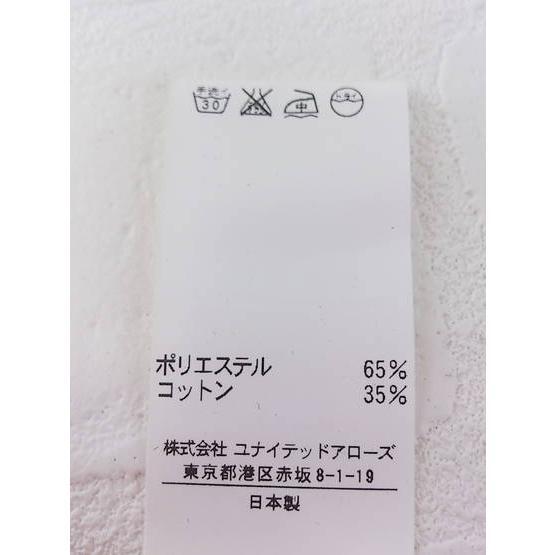 手洗イ 30 中 ドライ
ポリエステル 65%
コットン 35%
株式会社 ユナイテッドアローズ
東京都港区赤坂8-1-19
日本製